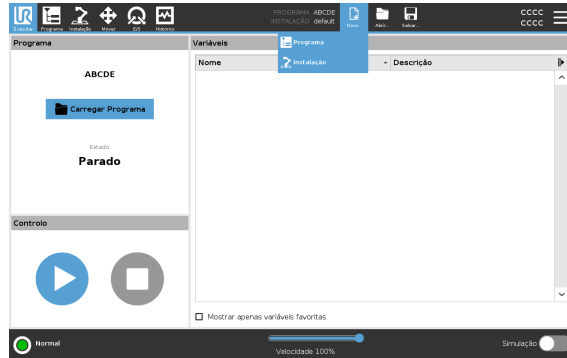 Executar
Programa
Instalação
Mover
E/S
Histórico
PROGRAMA ABCDE
INSTALAÇÃO default
Novo...
Abrir...
Salvar...
CCCC
CCCC
Programa
Instalação
Programa
ABCDE
Carregar Programa
Estado
Parado
Controlo
Variáveis
Nome
Descrição
Mostrar apenas variáveis favoritas
Normal
Velocidade 100%
Simulação